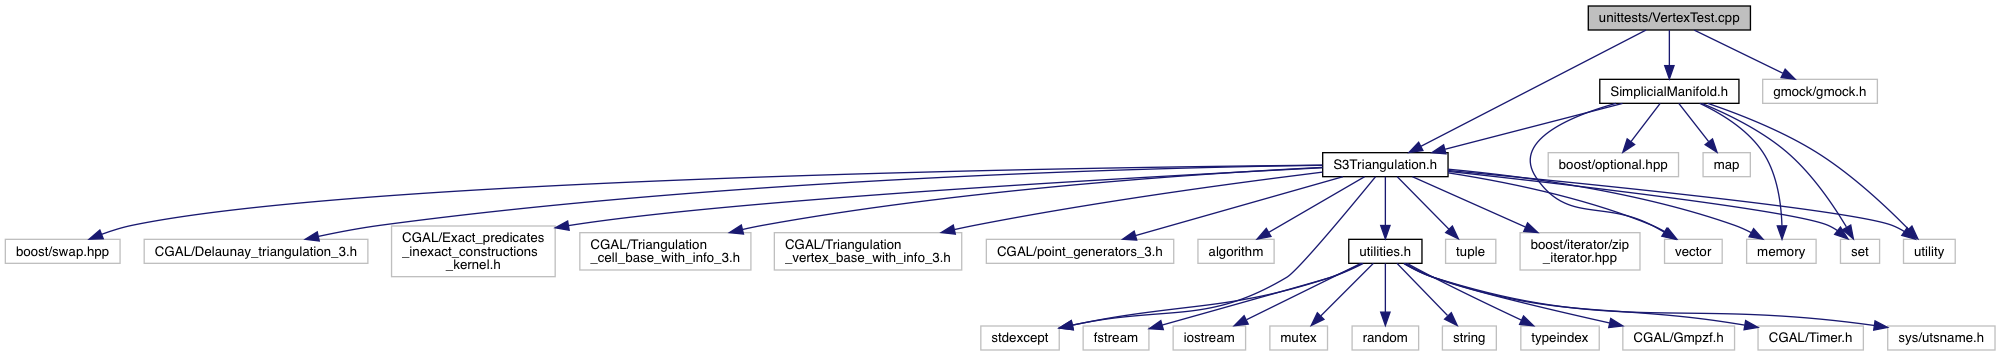 unittests/VertexTest.cpp
SimplicialManifold.h
gmock/gmock.h
S3Triangulation.h
boost/optional.hpp
map
boost/swap.hpp
CGAL/Delaunay_triangulation_3.h
CGAL/Exact_predicates
_inexact_constructions
_kernel.h
CGAL/Triangulation
_cell_base_with_info_3.h
CGAL/Triangulation
_vertex_base_with_info_3.h
CGAL/point_generators_3.h
algorithm
utilities.h
tuple
boost/iterator/zip
_iterator.hpp
vector
memory
set
utility
stdexcept
fstream
iostream
mutex
random
string
typeindex
CGAL/Gmpzf.h
CGAL/Timer.h
sys/utsname.h